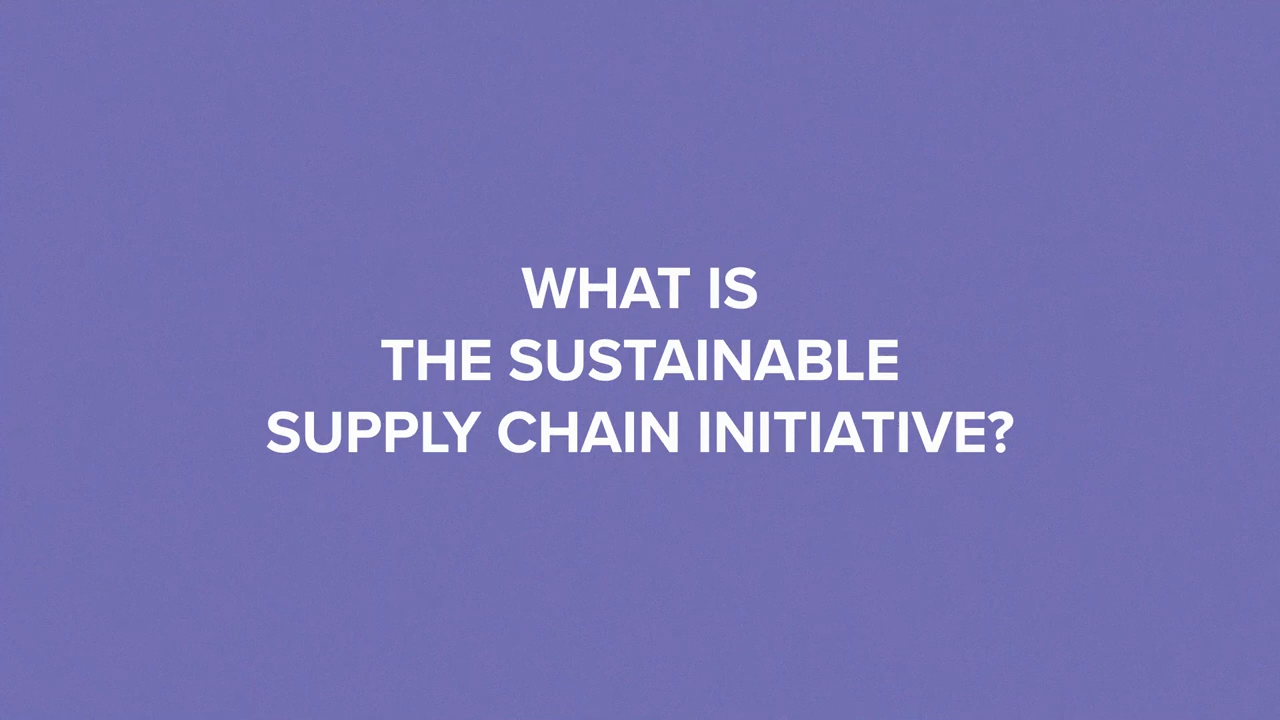 WHAT IS
THE SUSTAINABLE
SUPPLY CHAIN INITIATIVE?